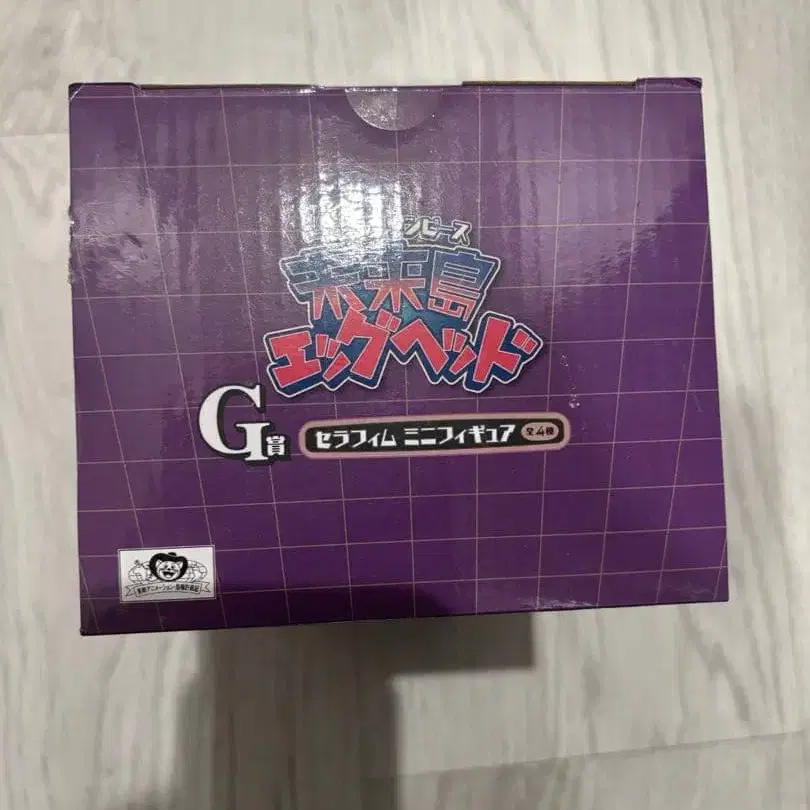 ンピース
未来島
エッグヘッド
G賞 セラフィム ミニフィギュア 全4種